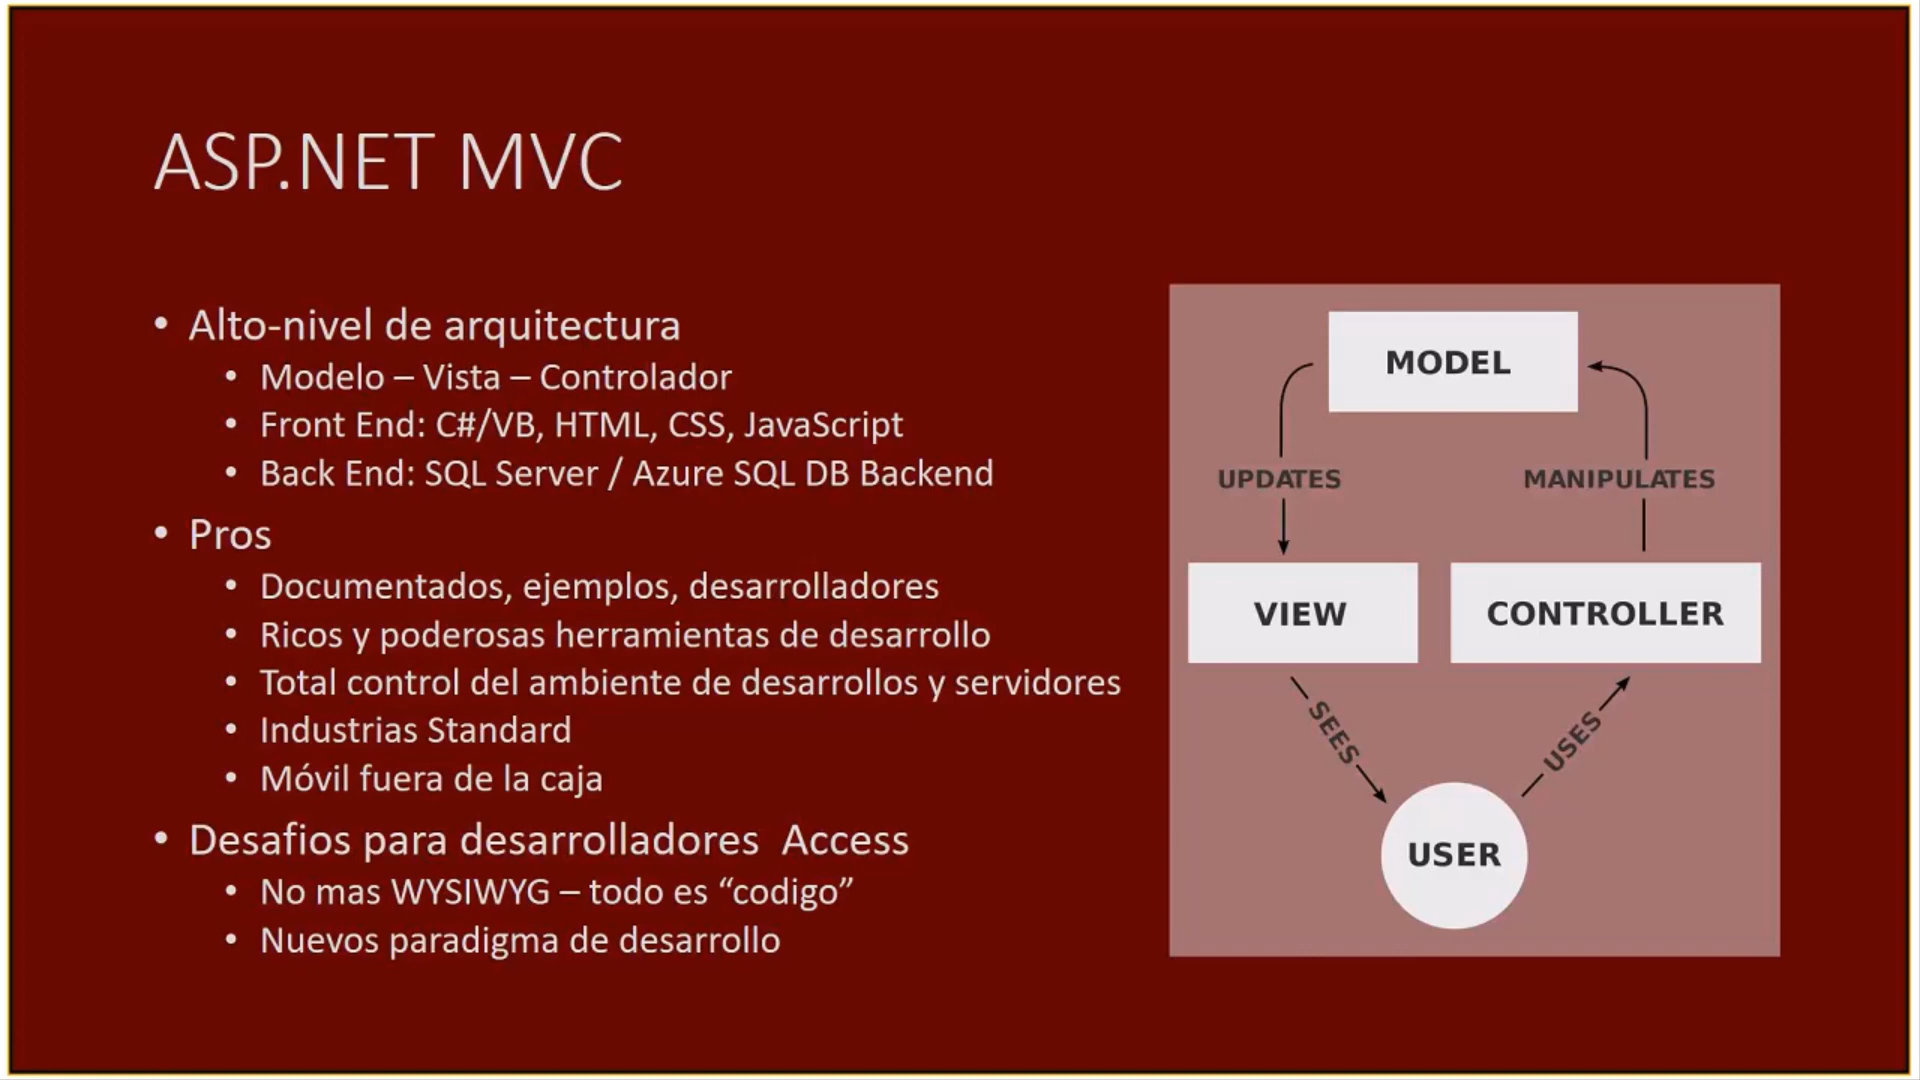 ASP.NET MVC
• Alto-nivel de arquitectura
• Modelo – Vista – Controlador
• Front End: C#/VB, HTML, CSS, JavaScript
• Back End: SQL Server / Azure SQL DB Backend
• Pros
• Documentados, ejemplos, desarrolladores
• Ricos y poderosas herramientas de desarrollo
• Total control del ambiente de desarrollos y servidores
• Industrias Standard
• Móvil fuera de la caja
• Desafios para desarrolladores  Access
• No mas WYSIWYG – todo es “codigo”
• Nuevos paradigma de desarrollo
MODEL
UPDATES
MANIPULATES
VIEW
CONTROLLER
SEES
USES
USER